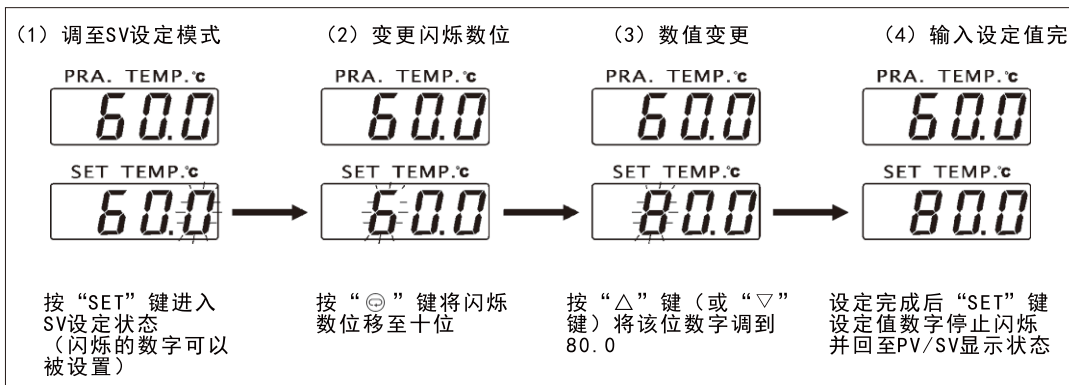 (1) 调至SV设定模式
PRA. TEMP.℃
60.0
SET TEMP.℃
60.0
按“SET”键进入
SV设定状态
（闪烁的数字可以
被设置）
(2) 变更闪烁数位
PRA. TEMP.℃
60.0
SET TEMP.℃
60.0
按“ ”键将闪烁
数位移至十位
(3) 数值变更
PRA. TEMP.℃
60.0
SET TEMP.℃
80.0
按“△”键（或“▽”
键）将该位数字调到
80.0
(4) 输入设定值完
PRA. TEMP.℃
60.0
SET TEMP.℃
80.0
设定完成后“SET”键
设定值数字停止闪烁
并回至PV/SV显示状态